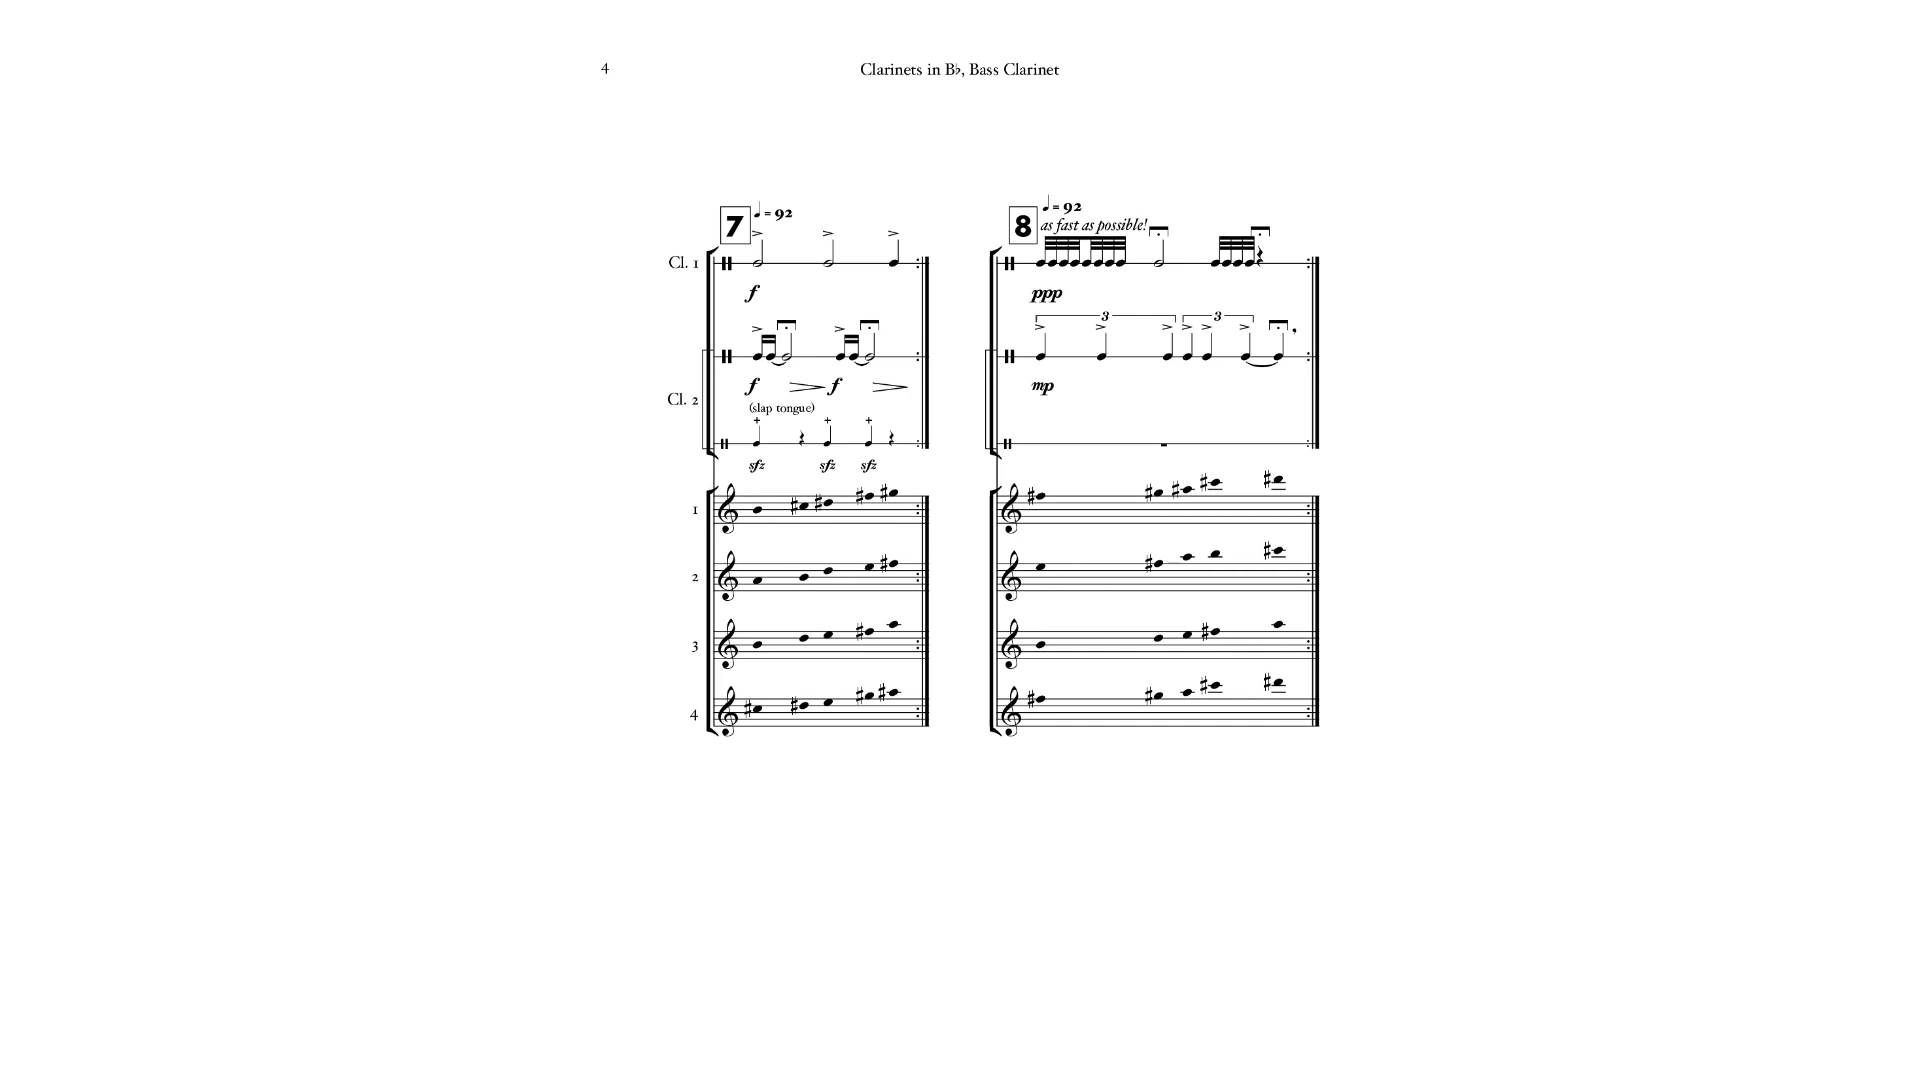 4
Clarinets in B♭, Bass Clarinet
7 ♩ = 92
8 ♩ = 92
as fast as possible!
Cl. 1
f
ppp
3 3
Cl. 2
f f
mp
(slap tongue)
sfz sfz sfz
1
2
3
4